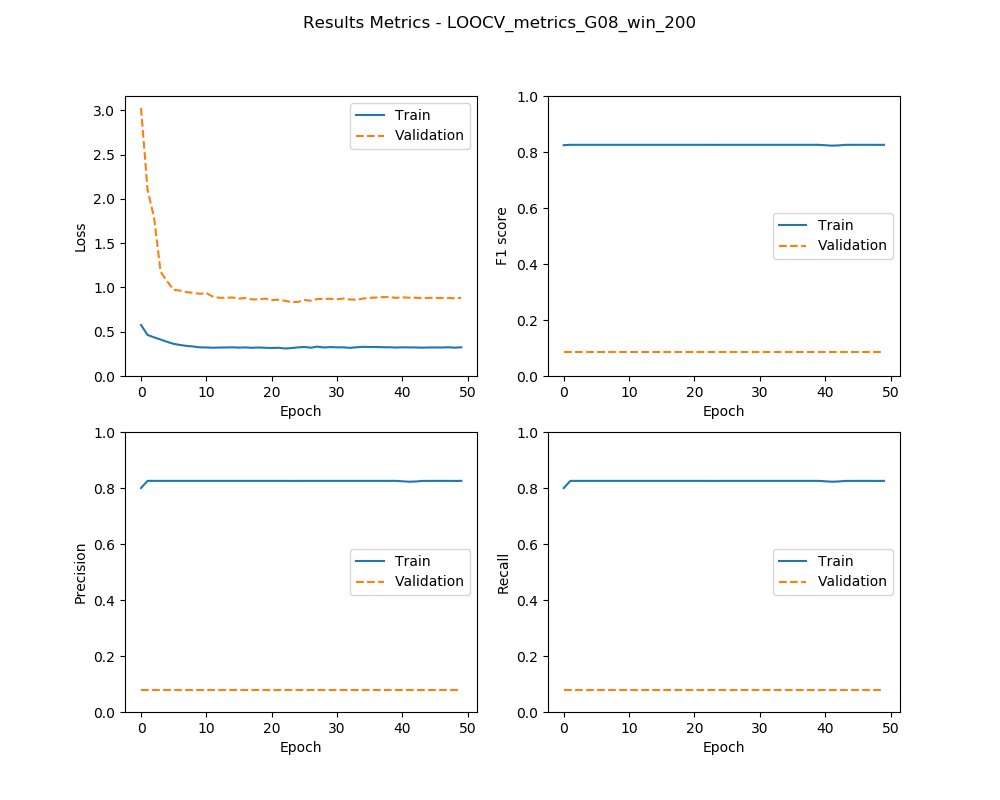 Results Metrics - LOOCV_metrics_G08_win_200
3.0
2.5
2.0
1.5
1.0
0.5
0.0
Loss
Train
Validation
0 10 20 30 40 50
Epoch
1.0
0.8
0.6
0.4
0.2
0.0
F1 score
Train
Validation
0 10 20 30 40 50
Epoch
1.0
0.8
0.6
0.4
0.2
0.0
Precision
Train
Validation
0 10 20 30 40 50
Epoch
1.0
0.8
0.6
0.4
0.2
0.0
Recall
Train
Validation
0 10 20 30 40 50
Epoch